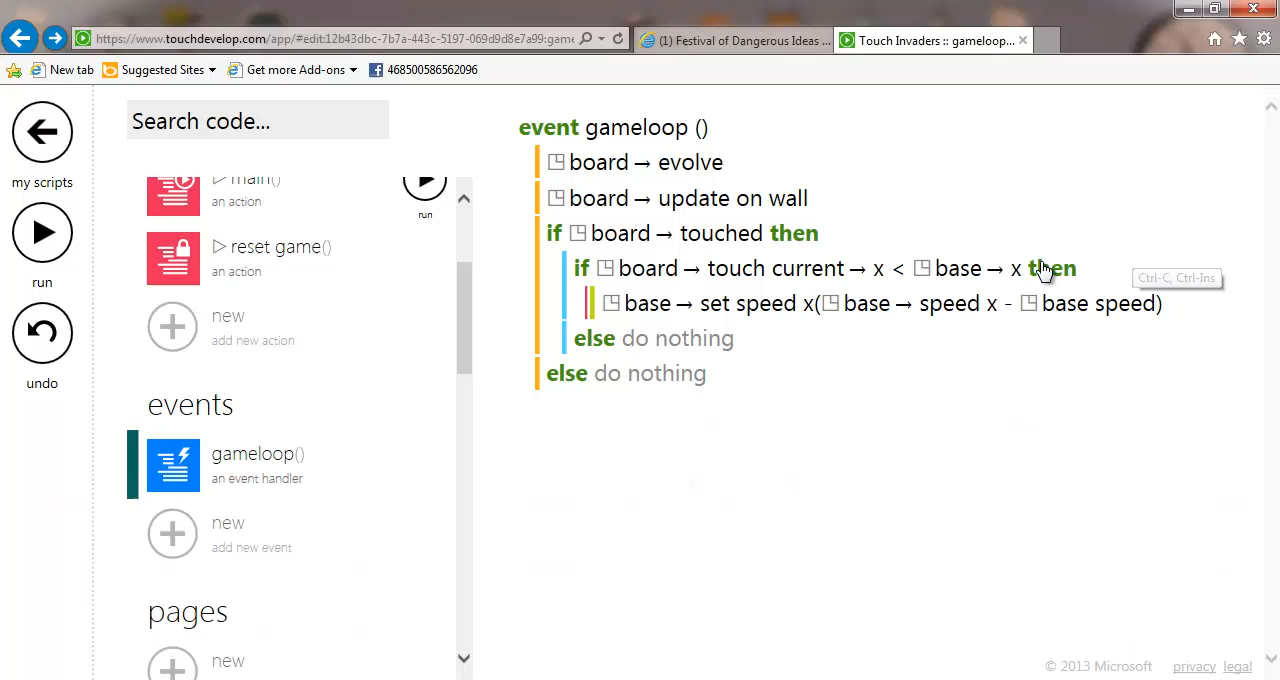 https://www.touchdevelop.com/app/#edit:12b43dbc-7b7a-443c-5197-069d9d8e7a99:game
(1) Festival of Dangerous Ideas ...
Touch Invaders :: gameloop...
New tab
Suggested Sites
Get more Add-ons
468500586562096
my scripts
run
undo
Search code...
▷ main()
an action
run
▷ reset game()
an action
new
add new action
events
gameloop()
an event handler
new
add new event
pages
new
event gameloop ()
board → evolve
board → update on wall
if board → touched then
if board → touch current → x < base → x then
base → set speed x(base → speed x - base speed)
else do nothing
else do nothing
Ctrl-C, Ctrl-Ins
© 2013 Microsoft privacy legal